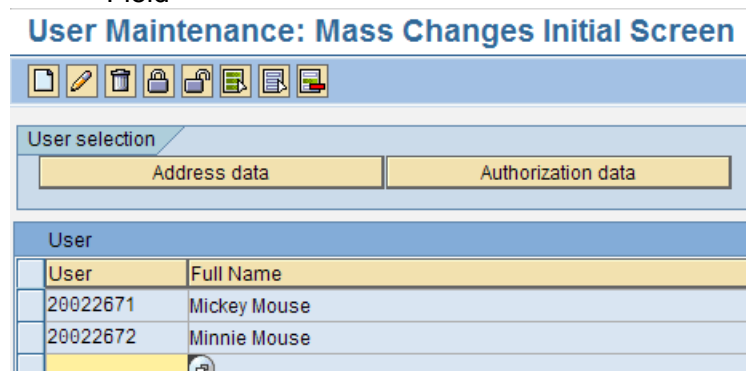 Field
User Maintenance: Mass Changes Initial Screen
User selection
Address data Authorization data
User
User Full Name
20022671 Mickey Mouse
20022672 Minnie Mouse